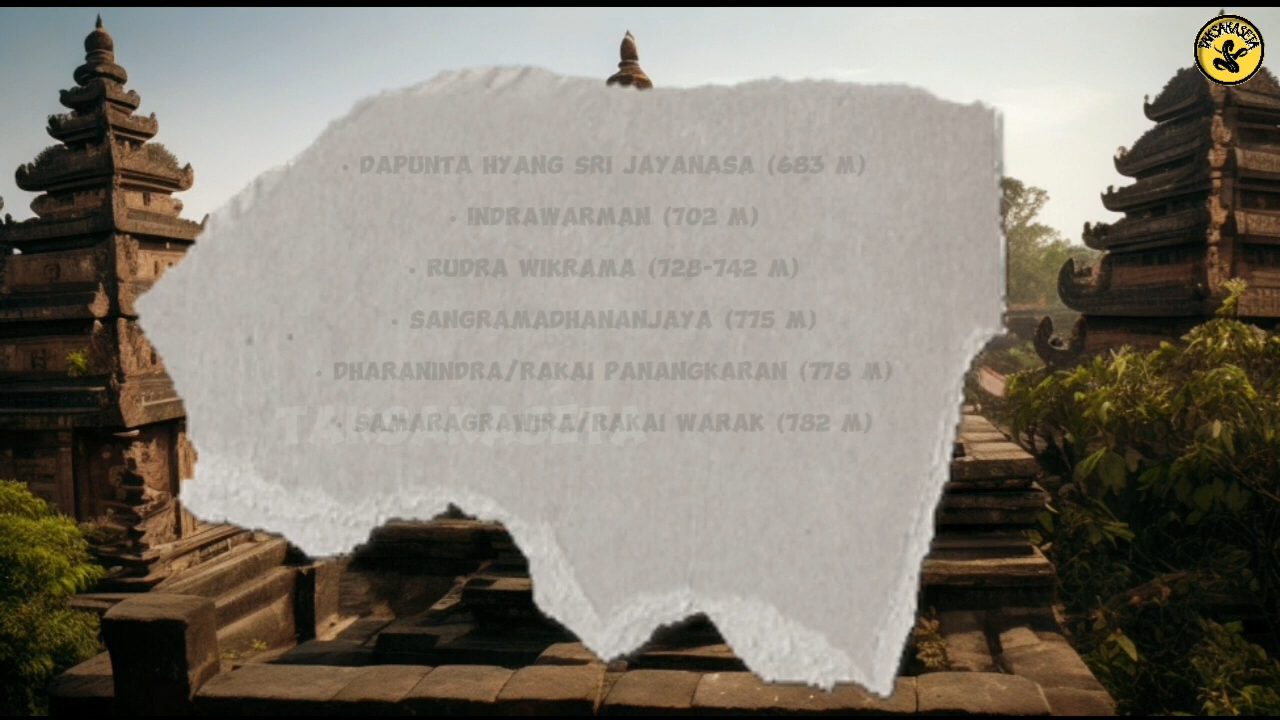 • DAPUNTA HYANG SRI JAYANASA (683 M)
• INDRAWARMAN (702 M)
• RUDRA WIKRAMA (728-742 M)
• SANGRAMADHANANJAYA (775 M)
• DHARANINDRA/RAKAI PANANGKARAN (778 M)
• SAMARAGRAWIRA/RAKAI WARAK (782 M)